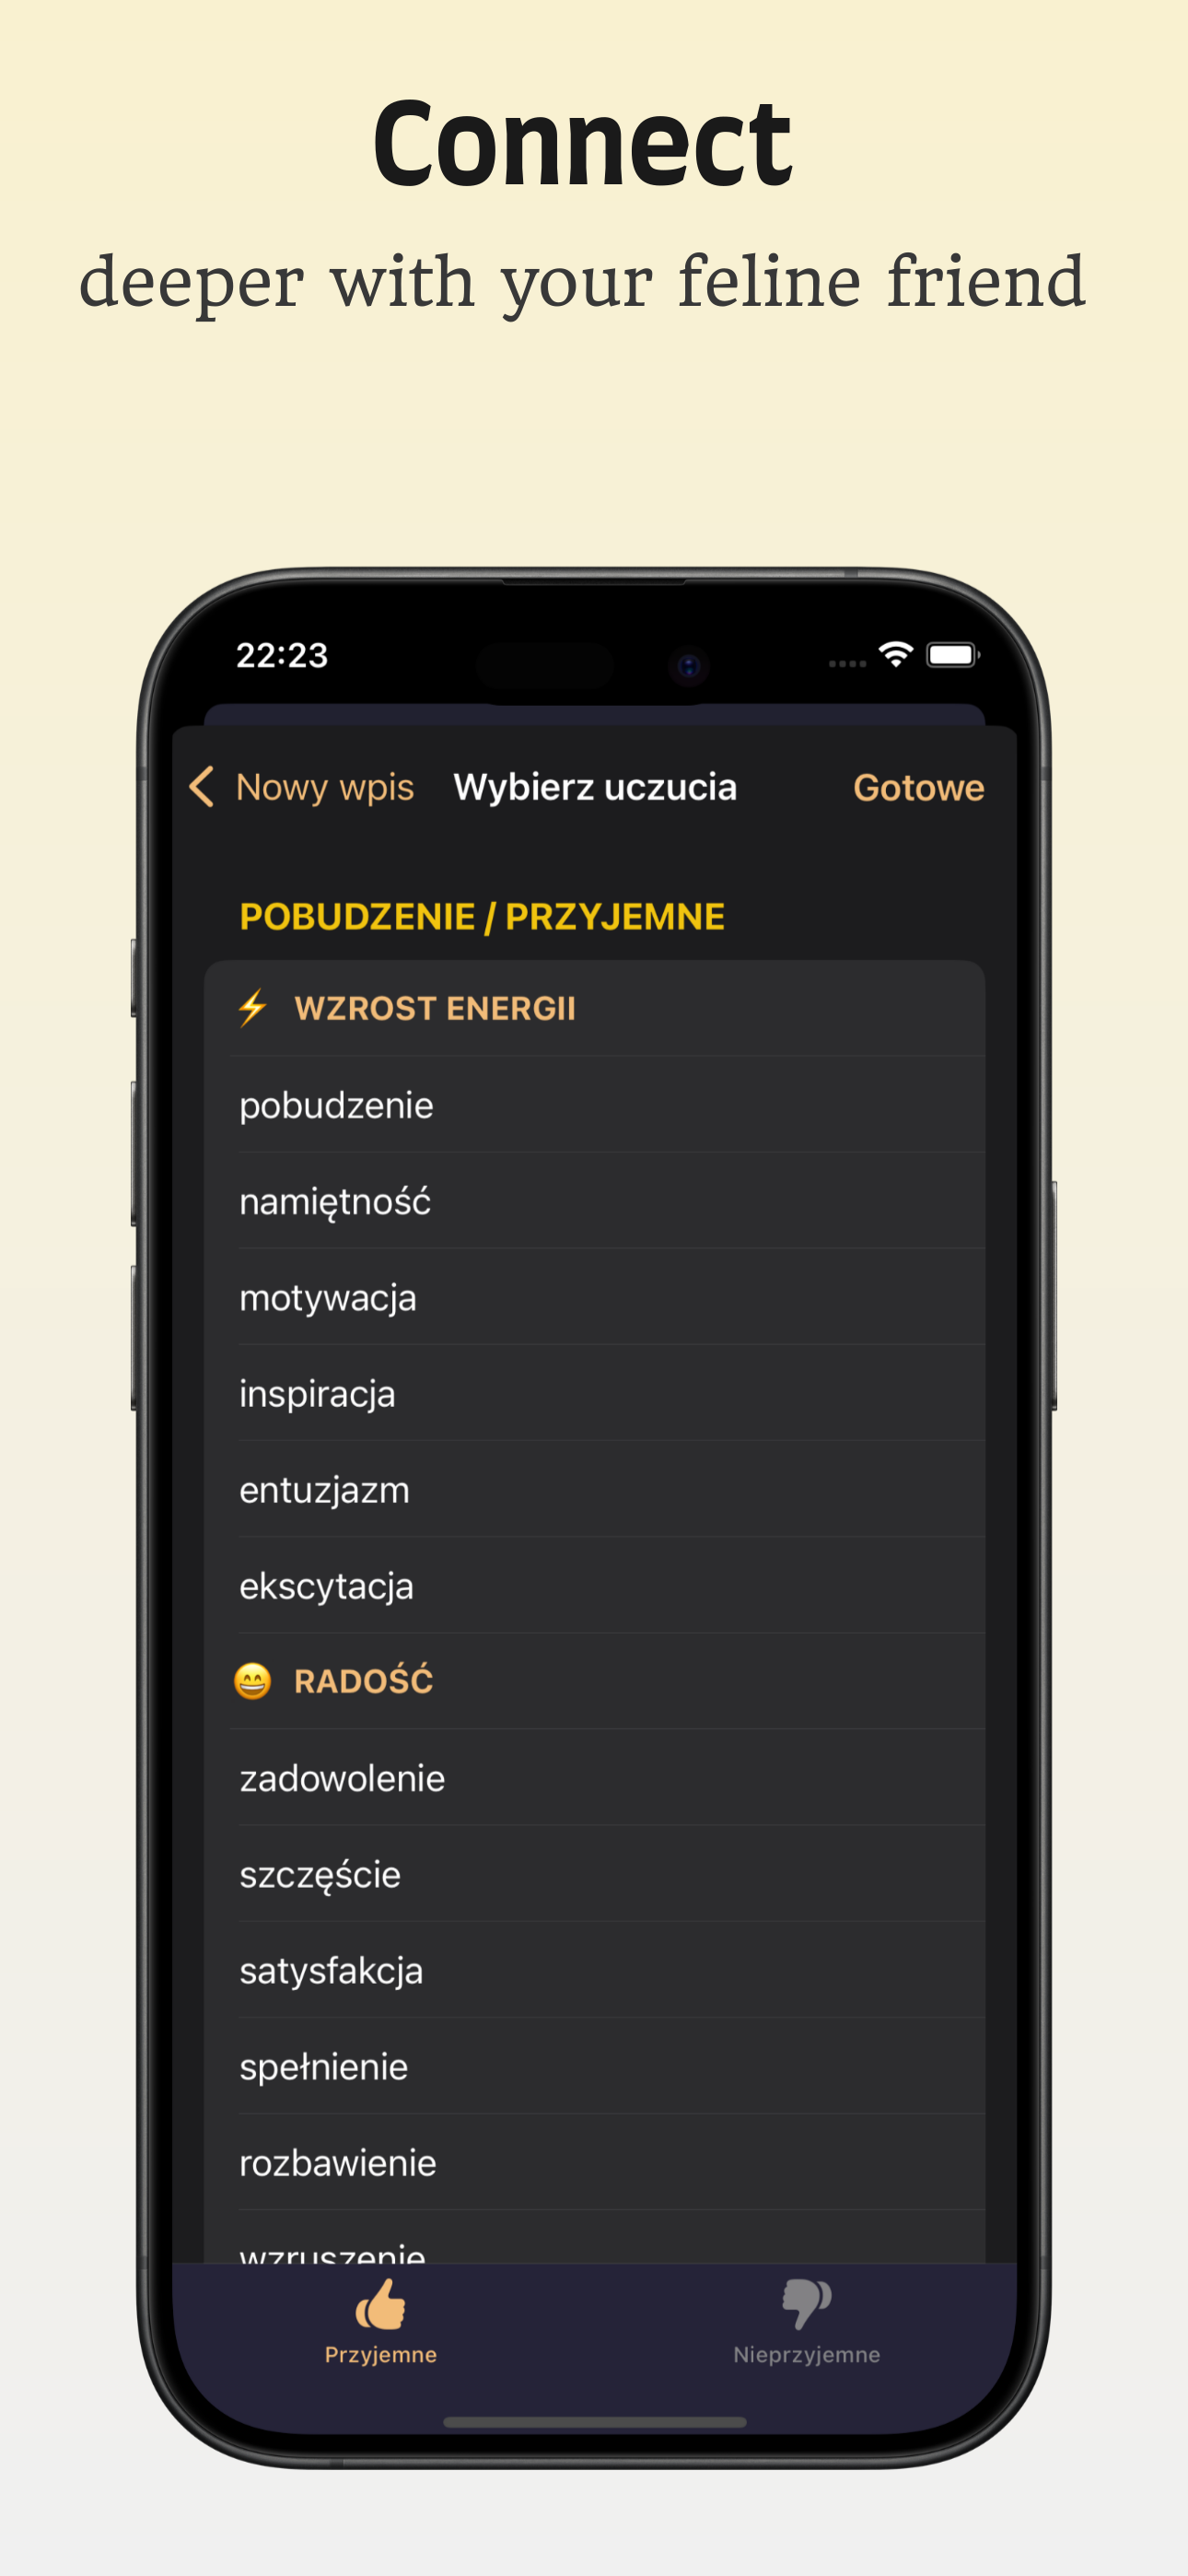 Connect
deeper with your feline friend
22:23
Nowy wpis Wybierz uczucia Gotowe
POBUDZENIE / PRZYJEMNE
WZROST ENERGII
pobudzenie
namiętność
motywacja
inspiracja
entuzjazm
ekscytacja
RADOŚĆ
zadowolenie
szczęście
satysfakcja
spełnienie
rozbawienie
wzruszenie
Przyjemne Nieprzyjemne